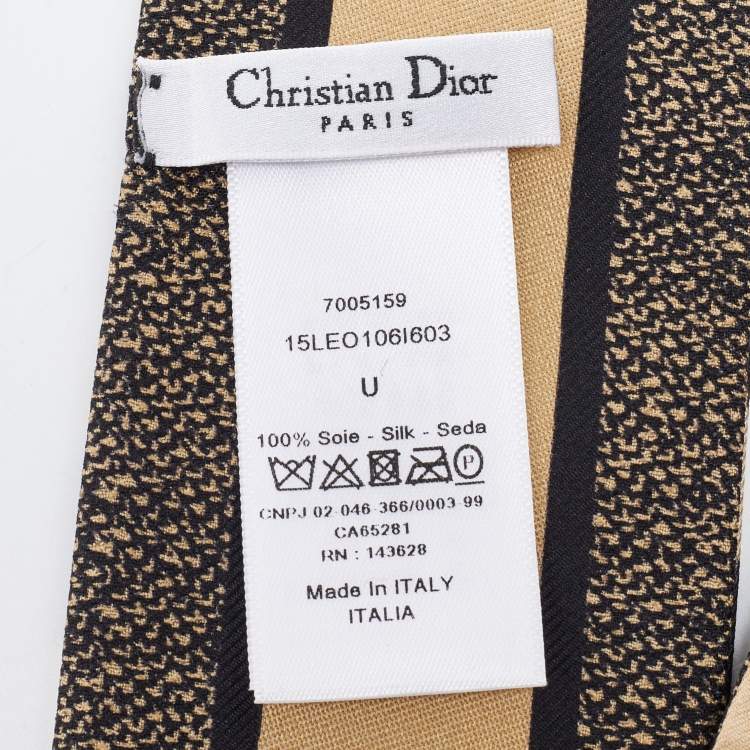 Christian Dior
PARIS
7005159
15LEO106I603
U
100% Soie - Silk - Seda
P
CNPJ 02-046-366/0003-99
CA65281
RN : 143628
Made In ITALY
ITALIA